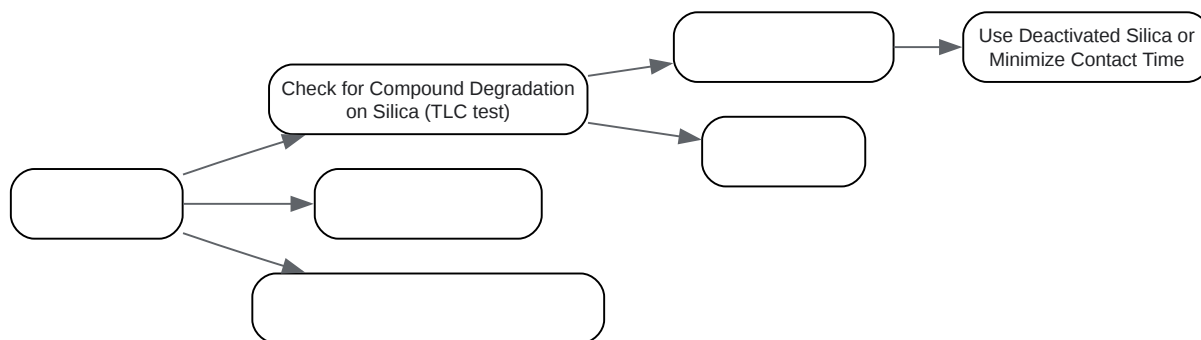 Use Deactivated Silica or
Minimize Contact Time
Check for Compound Degradation
on Silica (TLC test)